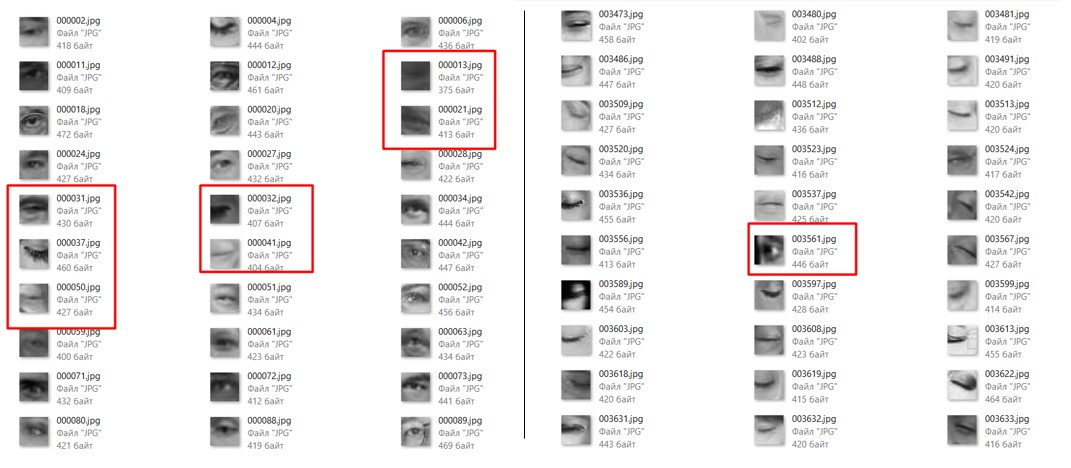 000002.jpg
Файл "JPG"
418 байт
000004.jpg
Файл "JPG"
444 байт
000006.jpg
Файл "JPG"
436 байт
000011.jpg
Файл "JPG"
409 байт
000012.jpg
Файл "JPG"
461 байт
000013.jpg
Файл "JPG"
375 байт
000018.jpg
Файл "JPG"
472 байт
000020.jpg
Файл "JPG"
443 байт
000021.jpg
Файл "JPG"
413 байт
000024.jpg
Файл "JPG"
427 байт
000027.jpg
Файл "JPG"
432 байт
000028.jpg
Файл "JPG"
422 байт
000031.jpg
Файл "JPG"
430 байт
000032.jpg
Файл "JPG"
407 байт
000034.jpg
Файл "JPG"
444 байт
000037.jpg
Файл "JPG"
460 байт
000041.jpg
Файл "JPG"
404 байт
000042.jpg
Файл "JPG"
447 байт
000050.jpg
Файл "JPG"
427 байт
000051.jpg
Файл "JPG"
434 байт
000052.jpg
Файл "JPG"
456 байт
000059.jpg
Файл "JPG"
400 байт
000061.jpg
Файл "JPG"
423 байт
000063.jpg
Файл "JPG"
434 байт
000071.jpg
Файл "JPG"
432 байт
000072.jpg
Файл "JPG"
412 байт
000073.jpg
Файл "JPG"
441 байт
000080.jpg
Файл "JPG"
421 байт
000088.jpg
Файл "JPG"
419 байт
000089.jpg
Файл "JPG"
469 байт
003473.jpg
Файл "JPG"
458 байт
003480.jpg
Файл "JPG"
402 байт
003481.jpg
Файл "JPG"
419 байт
003486.jpg
Файл "JPG"
447 байт
003488.jpg
Файл "JPG"
448 байт
003491.jpg
Файл "JPG"
420 байт
003509.jpg
Файл "JPG"
427 байт
003512.jpg
Файл "JPG"
436 байт
003513.jpg
Файл "JPG"
420 байт
003520.jpg
Файл "JPG"
434 байт
003523.jpg
Файл "JPG"
416 байт
003524.jpg
Файл "JPG"
417 байт
003536.jpg
Файл "JPG"
455 байт
003537.jpg
Файл "JPG"
425 байт
003542.jpg
Файл "JPG"
420 байт
003556.jpg
Файл "JPG"
413 байт
003561.jpg
Файл "JPG"
446 байт
003567.jpg
Файл "JPG"
427 байт
003589.jpg
Файл "JPG"
454 байт
003597.jpg
Файл "JPG"
428 байт
003599.jpg
Файл "JPG"
414 байт
003603.jpg
Файл "JPG"
422 байт
003608.jpg
Файл "JPG"
423 байт
003613.jpg
Файл "JPG"
455 байт
003618.jpg
Файл "JPG"
420 байт
003619.jpg
Файл "JPG"
415 байт
003622.jpg
Файл "JPG"
464 байт
003631.jpg
Файл "JPG"
443 байт
003632.jpg
Файл "JPG"
420 байт
003633.jpg
Файл "JPG"
416 байт